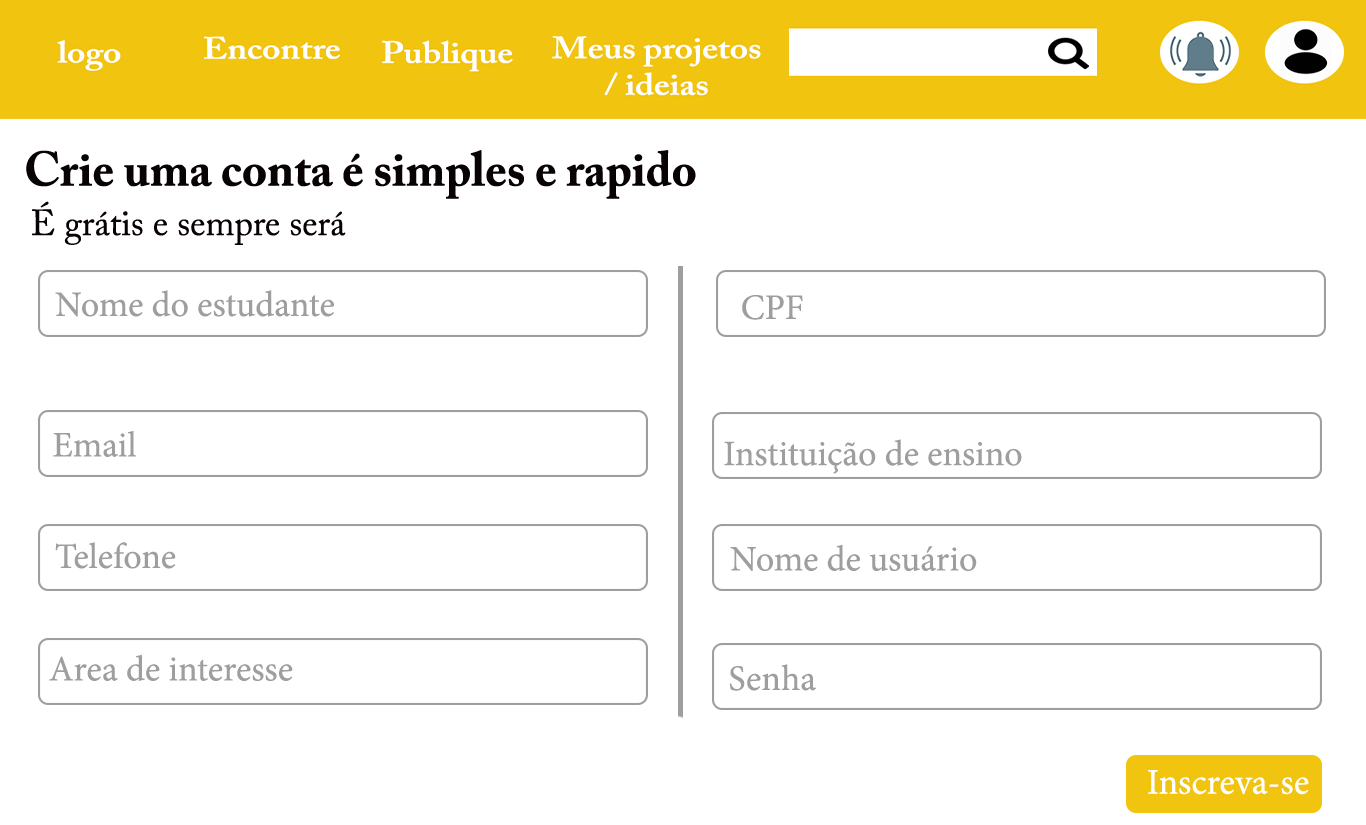 logo
Encontre
Publique
Meus projetos
/ ideias
Crie uma conta é simples e rapido
É grátis e sempre será
Nome do estudante
CPF
Email
Instituição de ensino
Telefone
Nome de usuário
Area de interesse
Senha
Inscreva-se